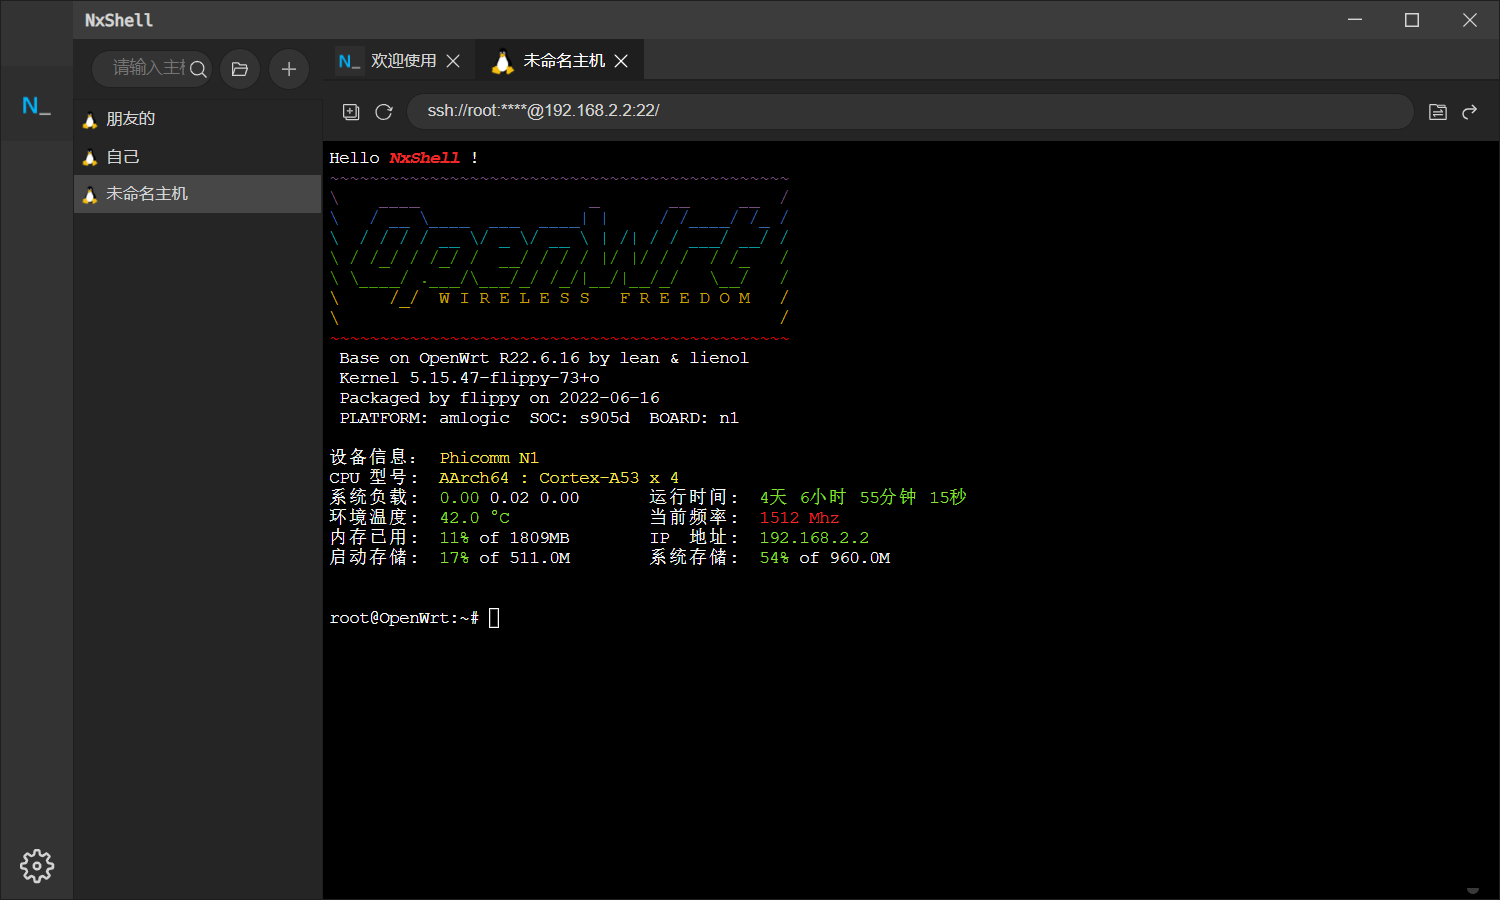 NxShell
请输入主
N_ 欢迎使用
未命名主机
N_
ssh://root:****@192.168.2.2:22/
朋友的
自己
未命名主机
Hello NxShell !
OpenWrt
W I R E L E S S   F R E E D O M
Base on OpenWrt R22.6.16 by lean & lienol
Kernel 5.15.47-flippy-73+o
Packaged by flippy on 2022-06-16
PLATFORM: amlogic  SOC: s905d  BOARD: n1
设备信息： Phicomm N1
CPU 型号： AArch64 : Cortex-A53 x 4
系统负载： 0.00 0.02 0.00 运行时间： 4天 6小时 55分钟 15秒
环境温度： 42.0 °C 当前频率： 1512 Mhz
内存已用： 11% of 1809MB IP 地址： 192.168.2.2
启动存储： 17% of 511.0M 系统存储： 54% of 960.0M
root@OpenWrt:~#